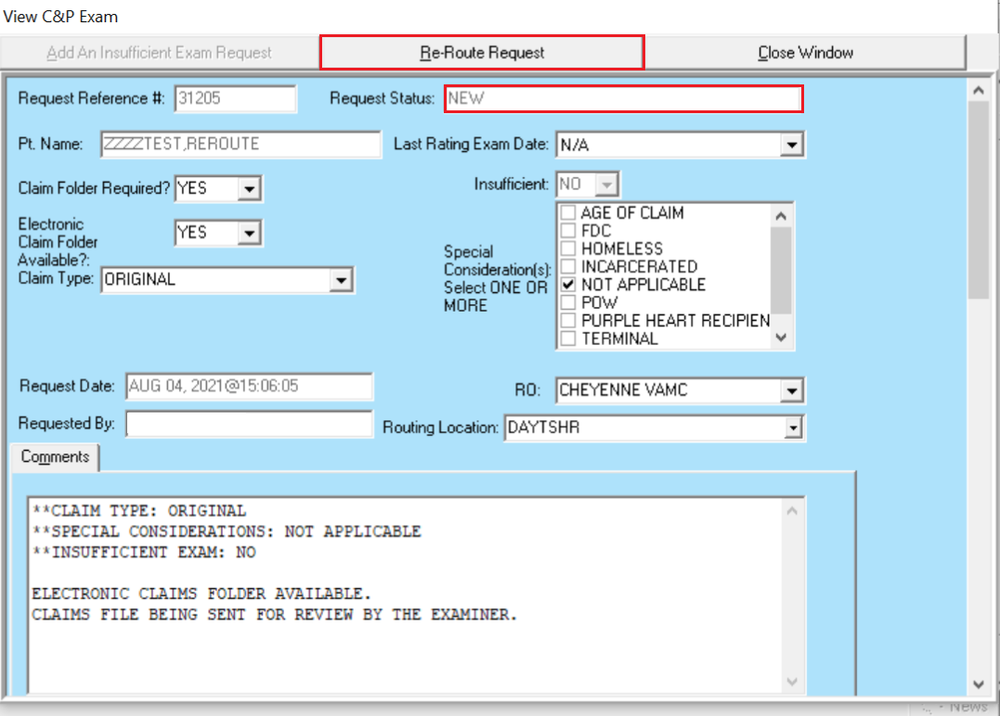 View C&P Exam
Add An Insufficient Exam Request Re-Route Request Close Window
Request Reference #: 31205 Request Status: NEW
Pt. Name: ZZZZTEST,REROUTE Last Rating Exam Date: N/A
Claim Folder Required? YES Insufficient: NO
Electronic
Claim Folder
Available?: YES
Claim Type: ORIGINAL
Special
Consideration(s):
Select ONE OR
MORE
AGE OF CLAIM
FDC
HOMELESS
INCARCERATED
NOT APPLICABLE
POW
PURPLE HEART RECIPIEN
TERMINAL
Request Date: AUG 04, 2021@15:06:05 RO: CHEYENNE VAMC
Requested By: Routing Location: DAYTSHR
Comments
**CLAIM TYPE: ORIGINAL
**SPECIAL CONSIDERATIONS: NOT APPLICABLE
**INSUFFICIENT EXAM: NO
ELECTRONIC CLAIMS FOLDER AVAILABLE.
CLAIMS FILE BEING SENT FOR REVIEW BY THE EXAMINER.
News